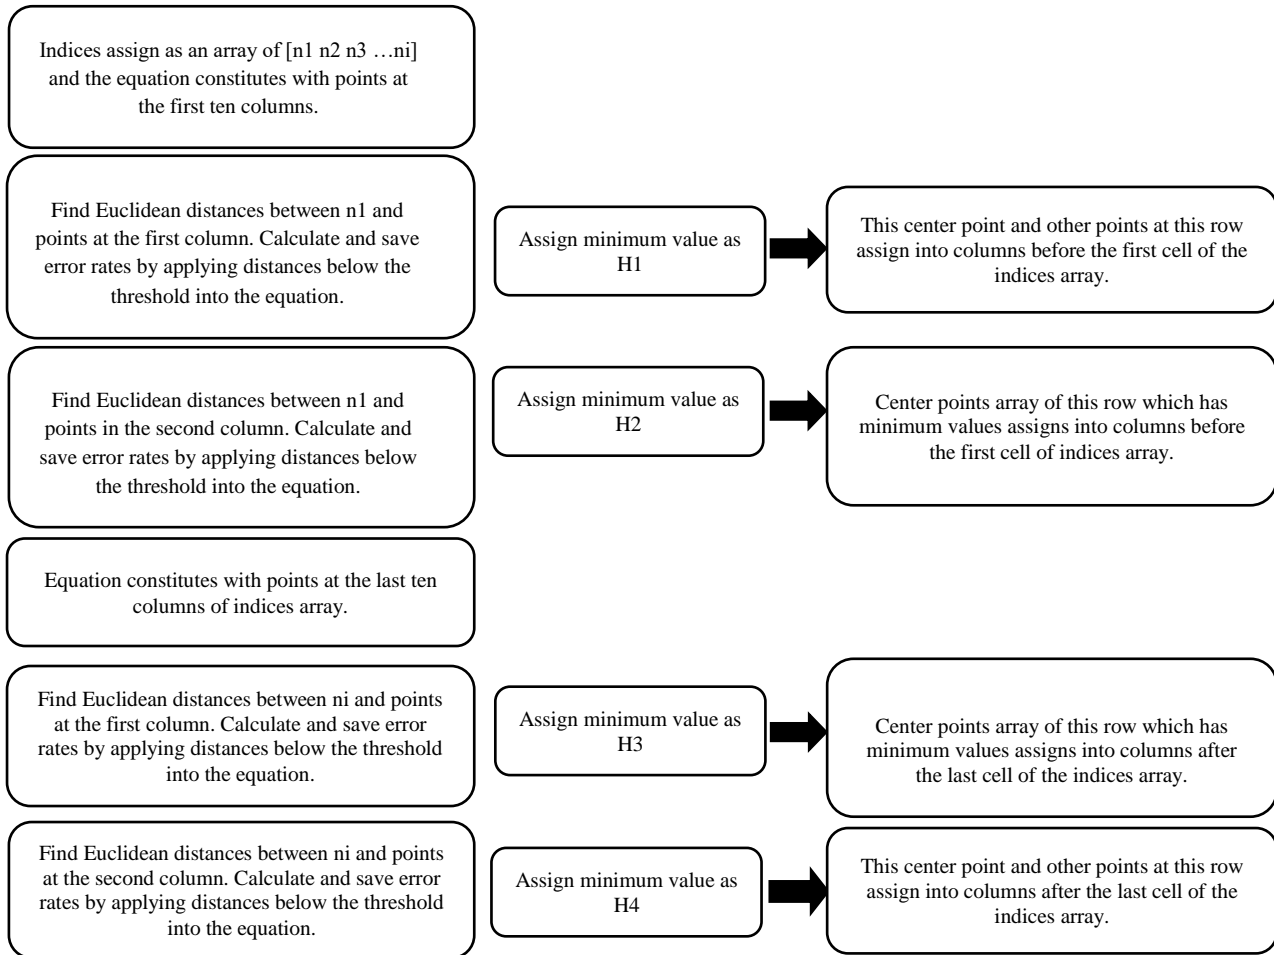 Indices assign as an array of [n1 n2 n3 …ni]
and the equation constitutes with points at
the first ten columns.
Find Euclidean distances between n1 and
points at the first column. Calculate and save
error rates by applying distances below the
threshold into the equation.
Assign minimum value as
H1
This center point and other points at this row
assign into columns before the first cell of the
indices array.
Find Euclidean distances between n1 and
points in the second column. Calculate and
save error rates by applying distances below
the threshold into the equation.
Assign minimum value as
H2
Center points array of this row which has
minimum values assigns into columns before
the first cell of indices array.
Equation constitutes with points at the last ten
columns of indices array.
Find Euclidean distances between ni and points
at the first column. Calculate and save error
rates by applying distances below the threshold
into the equation.
Assign minimum value as
H3
Center points array of this row which has
minimum values assigns into columns after
the last cell of the indices array.
Find Euclidean distances between ni and points
at the second column. Calculate and save error
rates by applying distances below the threshold
into the equation.
Assign minimum value as
H4
This center point and other points at this row
assign into columns after the last cell of the
indices array.